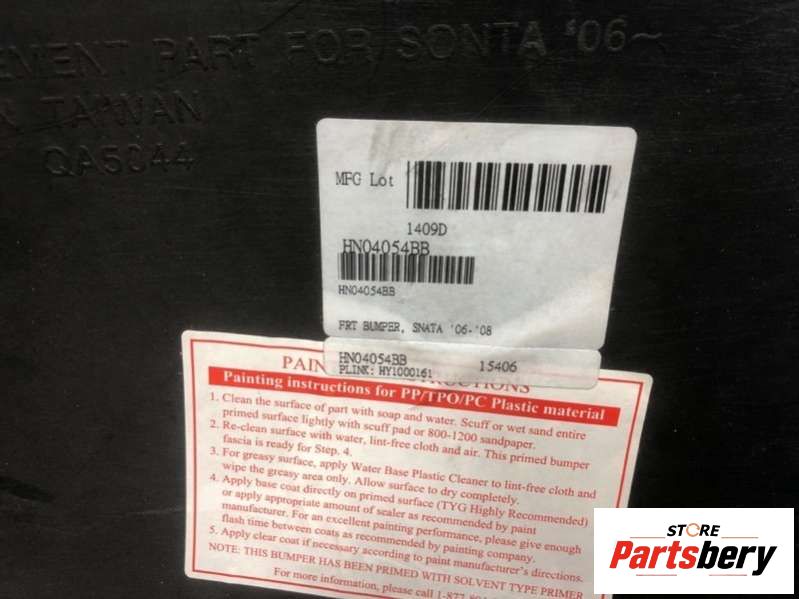 EMENT PART FOR SONTA '06~
TAIWAN
QA5044
MFG Lot
1409D
HN04054BB
HN04054BB
FRT BUMPER, SNATA '06-'08
HN04054BB 15406
PLINK: HY1000161
PAIN
Painting instructions for PP/TPO/PC Plastic material
1. Clean the surface of part with soap and water. Scuff or wet sand entire
primed surface lightly with scuff pad or 800-1200 sandpaper.
2. Re-clean surface with water, lint-free cloth and air. This primed bumper
fascia is ready for Step. 4.
3. For greasy surface, apply Water Base Plastic Cleaner to lint-free cloth and
wipe the greasy area only. Allow surface to dry completely.
4. Apply base coat directly on primed surface (TYG Highly Recommended)
or apply appropriate amount of sealer as recommended by paint
manufacturer. For an excellent painting performance, please give enough
flash time between coats as recommended by painting company.
5. Apply clear coat if necessary according to paint manufacturer's directions.
NOTE: THIS BUMPER HAS BEEN PRIMED WITH SOLVENT TYPE PRIMER
For more information, please call 1-877-
STORE
Partsbery